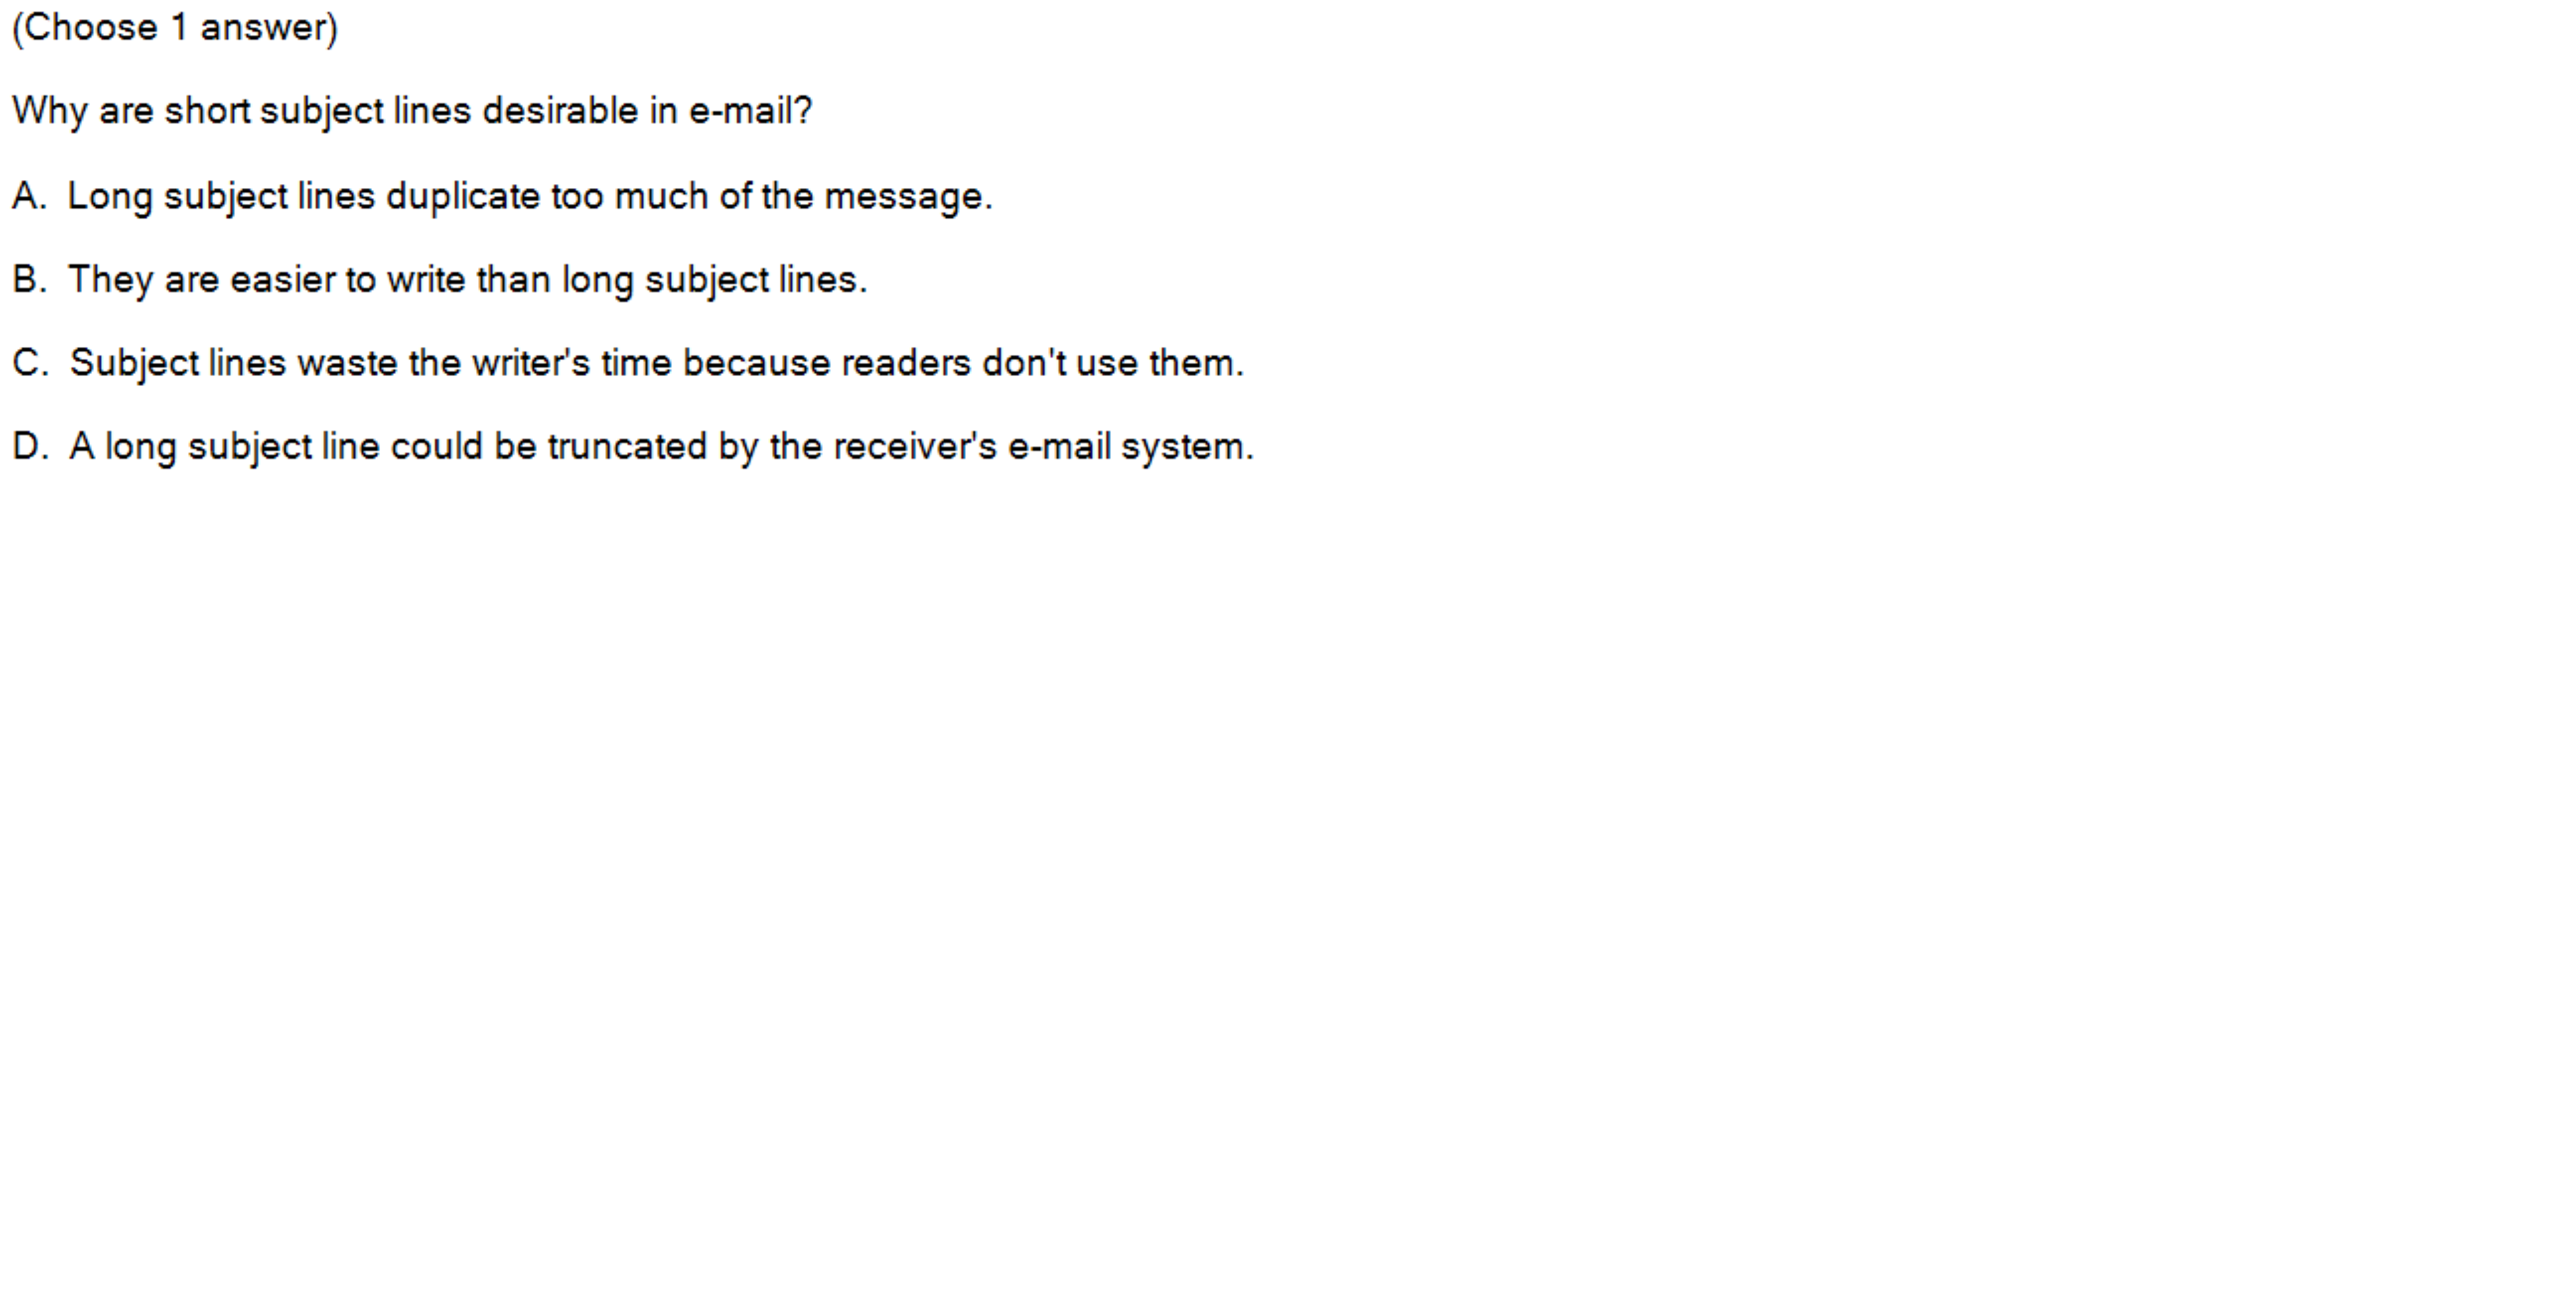 (Choose 1 answer)
Why are short subject lines desirable in e-mail?
A. Long subject lines duplicate too much of the message.
B. They are easier to write than long subject lines.
C. Subject lines waste the writer's time because readers don't use them.
D. A long subject line could be truncated by the receiver's e-mail system.